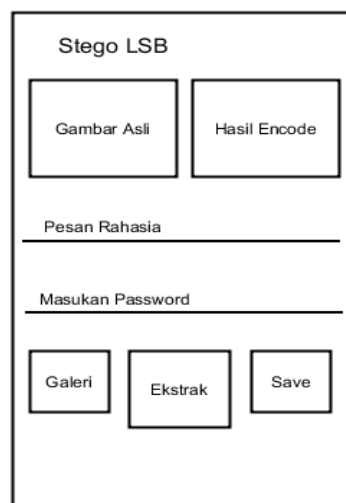 Stego LSB
Gambar Asli
Hasil Encode
Pesan Rahasia
Masukan Password
Galeri
Ekstrak
Save